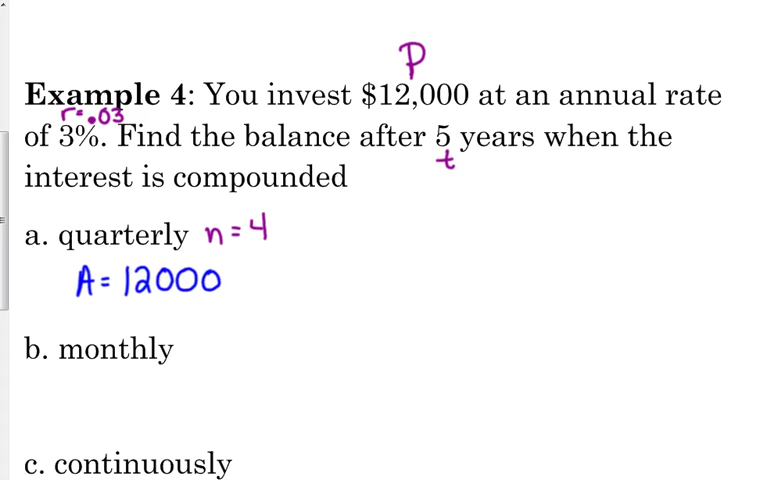 P
Example 4: You invest $12,000 at an annual rate
r=.03
of 3%. Find the balance after 5 years when the
t
interest is compounded
a. quarterly n=4
A=12000
b. monthly
c. continuously